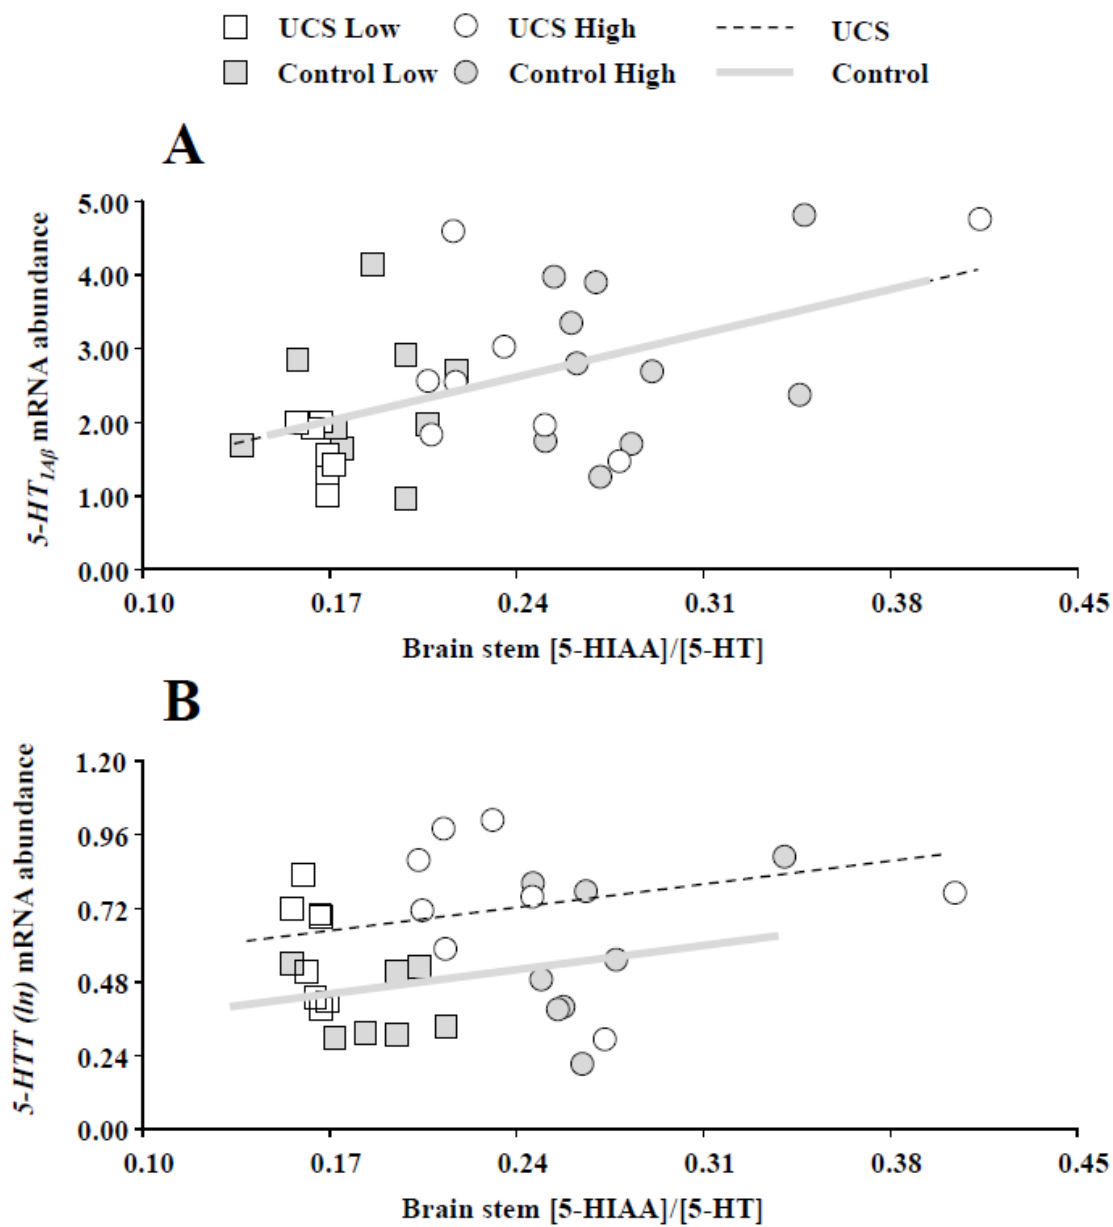 UCS Low UCS High UCS
Control Low Control High Control
A
5-HT1Aβ mRNA abundance
5.00
4.00
3.00
2.00
1.00
0.00
0.10 0.17 0.24 0.31 0.38 0.45
Brain stem [5-HIAA]/[5-HT]
B
5-HTT (ln) mRNA abundance
1.20
0.96
0.72
0.48
0.24
0.00
0.10 0.17 0.24 0.31 0.38 0.45
Brain stem [5-HIAA]/[5-HT]